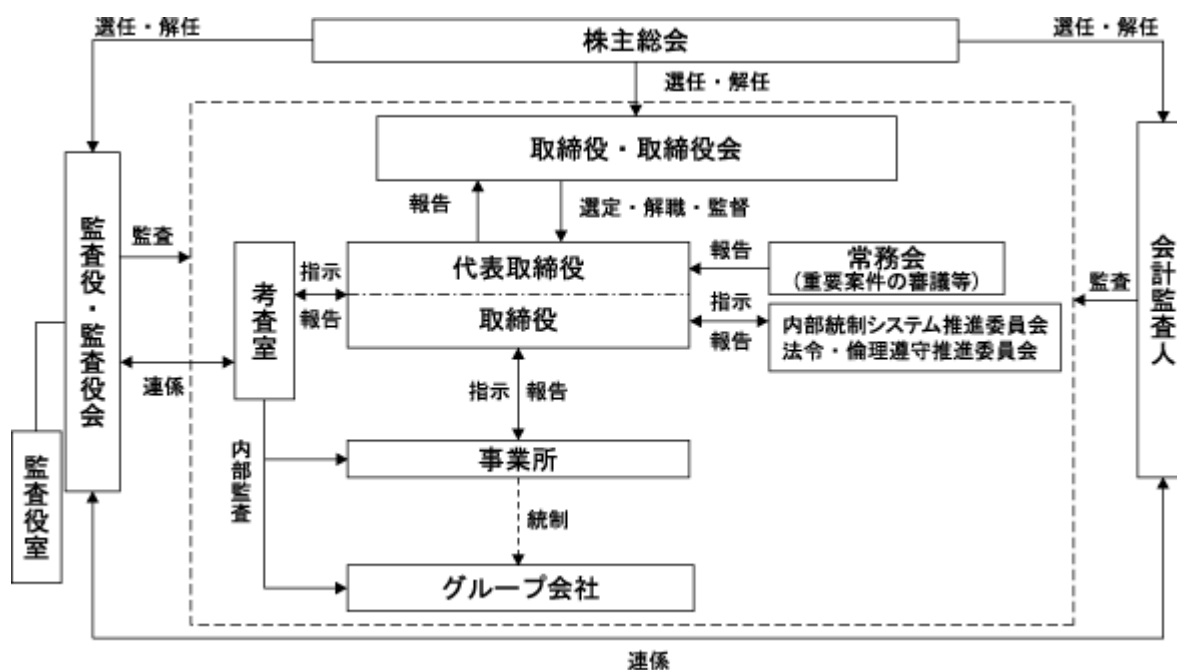 選任・解任
株主総会
選任・解任
選任・解任
取締役・取締役会
報告
選定・解職・監督
監査役・監査役会
監査
考査室
指示
報告
代表取締役
取締役
報告
常務会
(重要案件の審議等)
指示
報告
内部統制システム推進委員会
法令・倫理遵守推進委員会
監査
会計監査人
連係
指示
報告
監査役室
内部監査
事業所
統制
グループ会社
連係